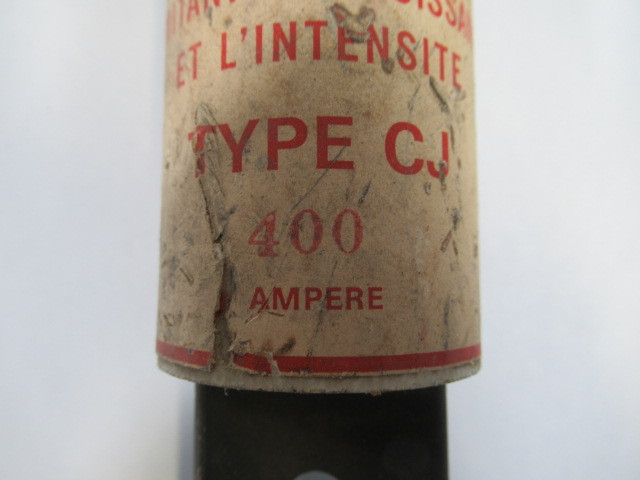 ET L'INTENSITE
TYPE CJ
400
AMPERE